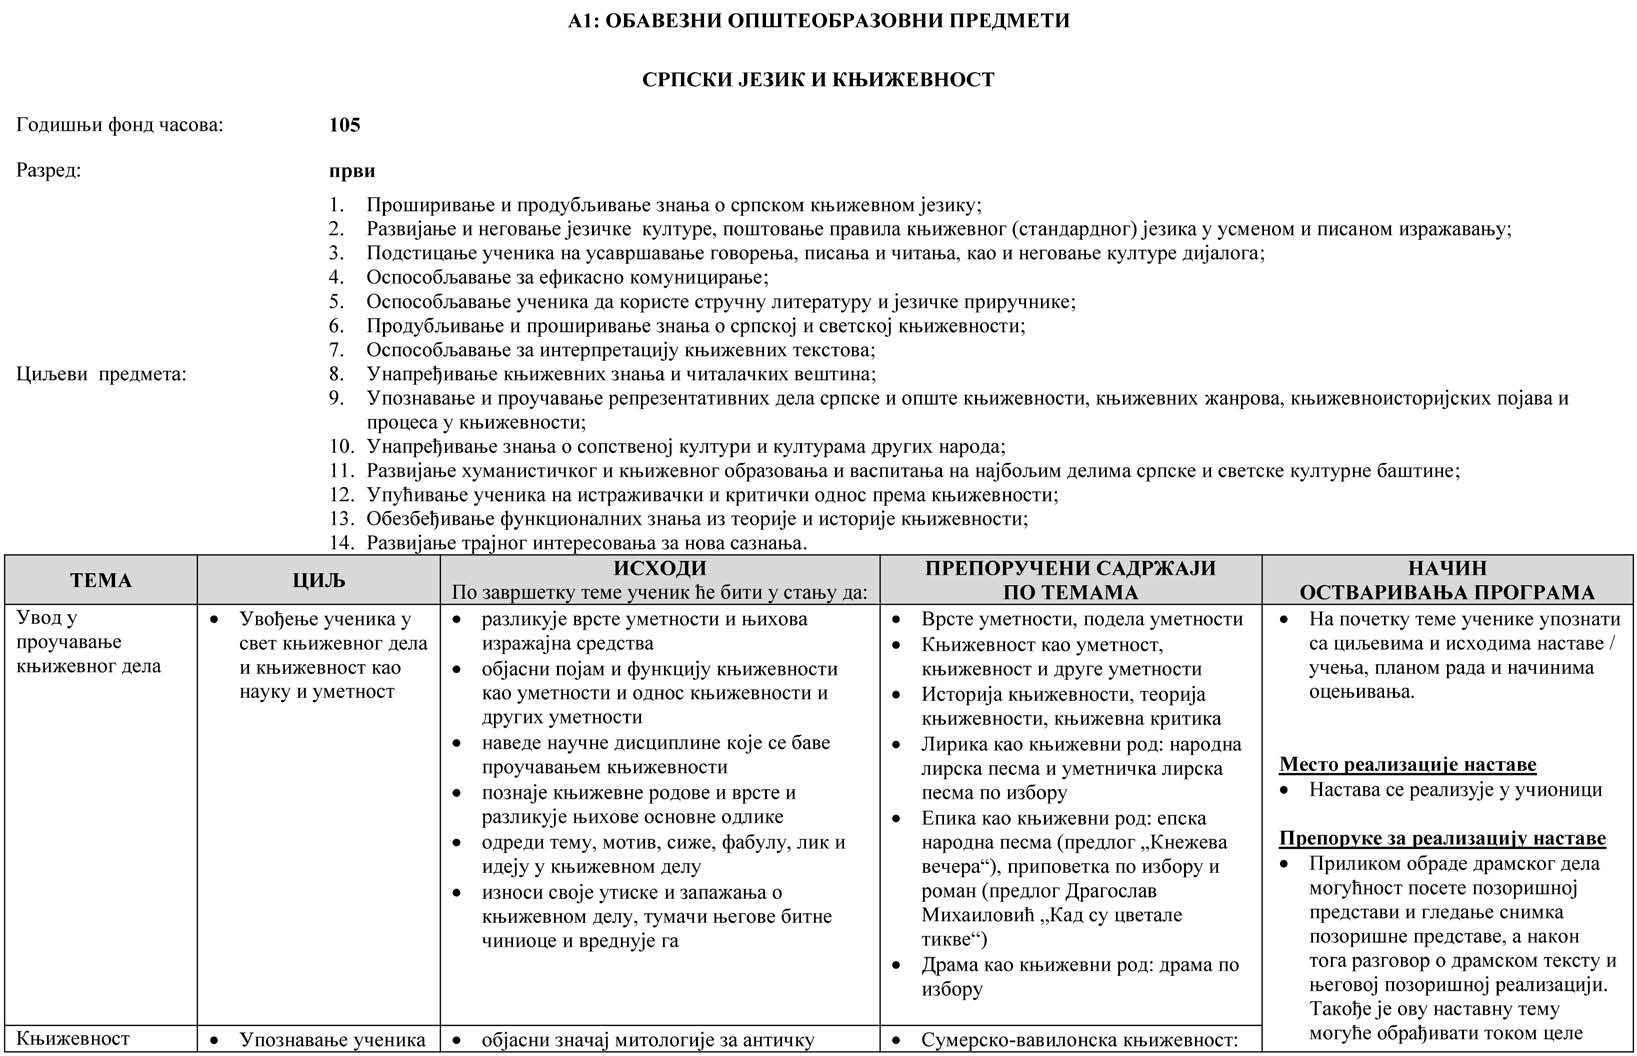 А1: ОБАВЕЗНИ ОПШТЕОБРАЗОВНИ ПРЕДМЕТИ
СРПСКИ ЈЕЗИК И КЊИЖЕВНОСТ
Годишњи фонд часова: 105
Разред: први
Циљеви предмета:
1. Проширивање и продубљивање знања о српском књижевном језику;
2. Развијање и неговање језичке културе, поштовање правила књижевног (стандардног) језика у усменом и писаном изражавању;
3. Подстицање ученика на усавршавање говорења, писања и читања, као и неговање културе дијалога;
4. Оспособљавање за ефикасно комуницирање;
5. Оспособљавање ученика да користе стручну литературу и језичке приручнике;
6. Продубљивање и проширивање знања о српској и светској књижевности;
7. Оспособљавање за интерпретацију књижевних текстова;
8. Унапређивање књижевних знања и читалачких вештина;
9. Упознавање и проучавање репрезентативних дела српске и опште књижевности, књижевних жанрова, књижевноисторијских појава и
процеса у књижевности;
10. Унапређивање знања о сопственој култури и културама других народа;
11. Развијање хуманистичког и књижевног образовања и васпитања на најбољим делима српске и светске културне баштине;
12. Упућивање ученика на истраживачки и критички однос према књижевности;
13. Обезбеђивање функционалних знања из теорије и историје књижевности;
14. Развијање трајног интересовања за нова сазнања.
ТЕМА
ЦИЉ
ИСХОДИ
По завршетку теме ученик ће бити у стању да:
ПРЕПОРУЧЕНИ САДРЖАЈИ
ПО ТЕМАМА
НАЧИН
ОСТВАРИВАЊА ПРОГРАМА
Увод у
проучавање
књижевног дела
• Увођење ученика у
свет књижевног дела
и књижевност као
науку и уметност
• разликује врсте уметности и њихова
изражајна средства
• објасни појам и функцију књижевности
као уметности и однос књижевности и
других уметности
• наведе научне дисциплине које се баве
проучавањем књижевности
• познаје књижевне родове и врсте и
разликује њихове основне одлике
• одреди тему, мотив, сиже, фабулу, лик и
идеју у књижевном делу
• износи своје утиске и запажања о
књижевном делу, тумачи његове битне
чиниоце и вреднује га
• Врсте уметности, подела уметности
• Књижевност као уметност,
књижевност и друге уметности
• Историја књижевности, теорија
књижевности, књижевна критика
• Лирика као књижевни род: народна
лирска песма и уметничка лирска
песма по избору
• Епика као књижевни род: епска
народна песма (предлог „Кнежева
вечера“), приповетка по избору и
роман (предлог Драгослав
Михаиловић „Кад су цветале
тикве“)
• Драма као књижевни род: драма по
избору
• На почетку теме ученике упознати
са циљевима и исходима наставе /
учења, планом рада и начинима
оцењивања.
Место реализације наставе
• Настава се реализује у учионици
Препоруке за реализацију наставе
• Приликом обраде драмског дела
могућност посете позоришној
представи и гледање снимка
позоришне представе, а након
тога разговор о драмском тексту и
његовој позоришној реализацији.
Такође је ову наставну тему
могуће обрађивати током целе
Књижевност
• Упознавање ученика
• објасни значај митологије за античку
• Сумерско-вавилонска књижевност: